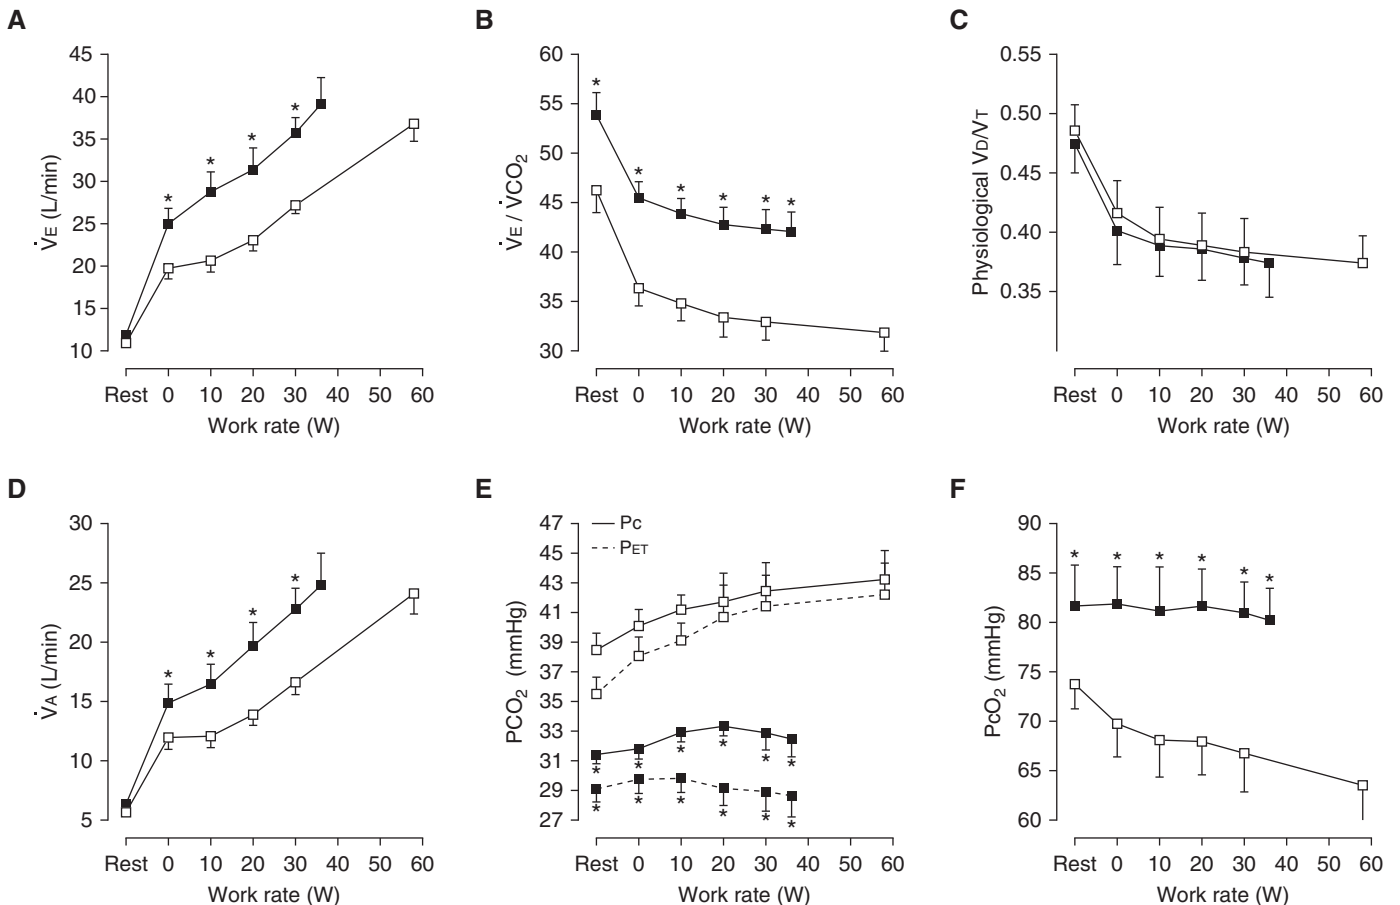 A
45
40
35
30
25
20
15
10
V̇E (L/min)
Rest 0 10 20 30 40 50 60
Work rate (W)
* * * *
B
60
55
50
45
40
35
30
V̇E / V̇CO₂
Rest 0 10 20 30 40 50 60
Work rate (W)
* * * * * *
C
0.55
0.50
0.45
0.40
0.35
Physiological VD/VT
Rest 0 10 20 30 40 50 60
Work rate (W)
D
30
25
20
15
10
5
V̇A (L/min)
Rest 0 10 20 30 40 50 60
Work rate (W)
* * * *
E
47
45
43
41
39
37
35
33
31
29
27
PCO₂ (mmHg)
Pc
PET
Rest 0 10 20 30 40 50 60
Work rate (W)
* * * * * *
* * * * * *
F
90
85
80
75
70
65
60
PcO₂ (mmHg)
Rest 0 10 20 30 40 50 60
Work rate (W)
* * * * * *